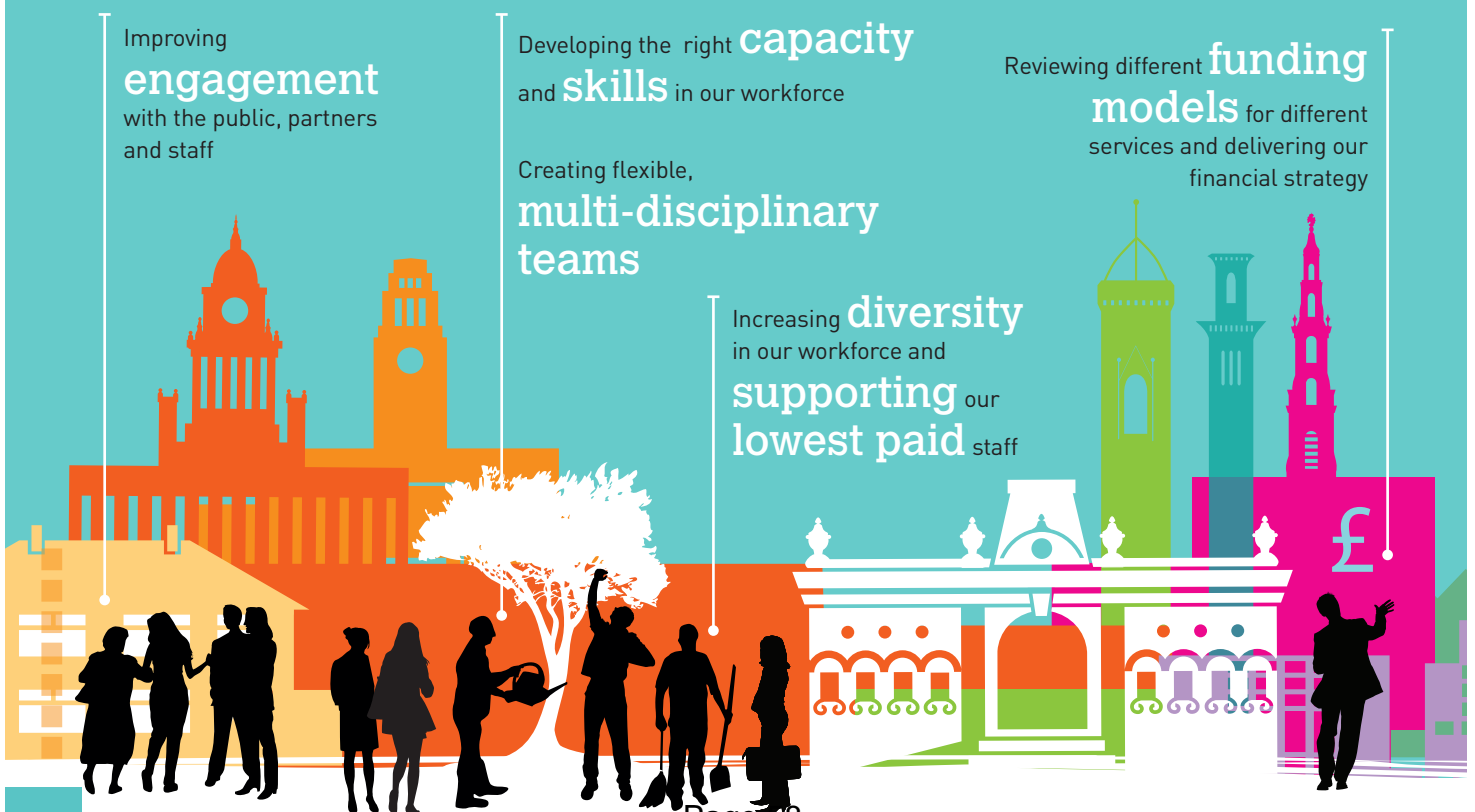 Improving
engagement
with the public, partners
and staff
Developing the right capacity
and skills in our workforce
Creating flexible,
multi-disciplinary
teams
Increasing diversity
in our workforce and
supporting our
lowest paid staff
Reviewing different funding
models for different
services and delivering our
financial strategy
£
Page